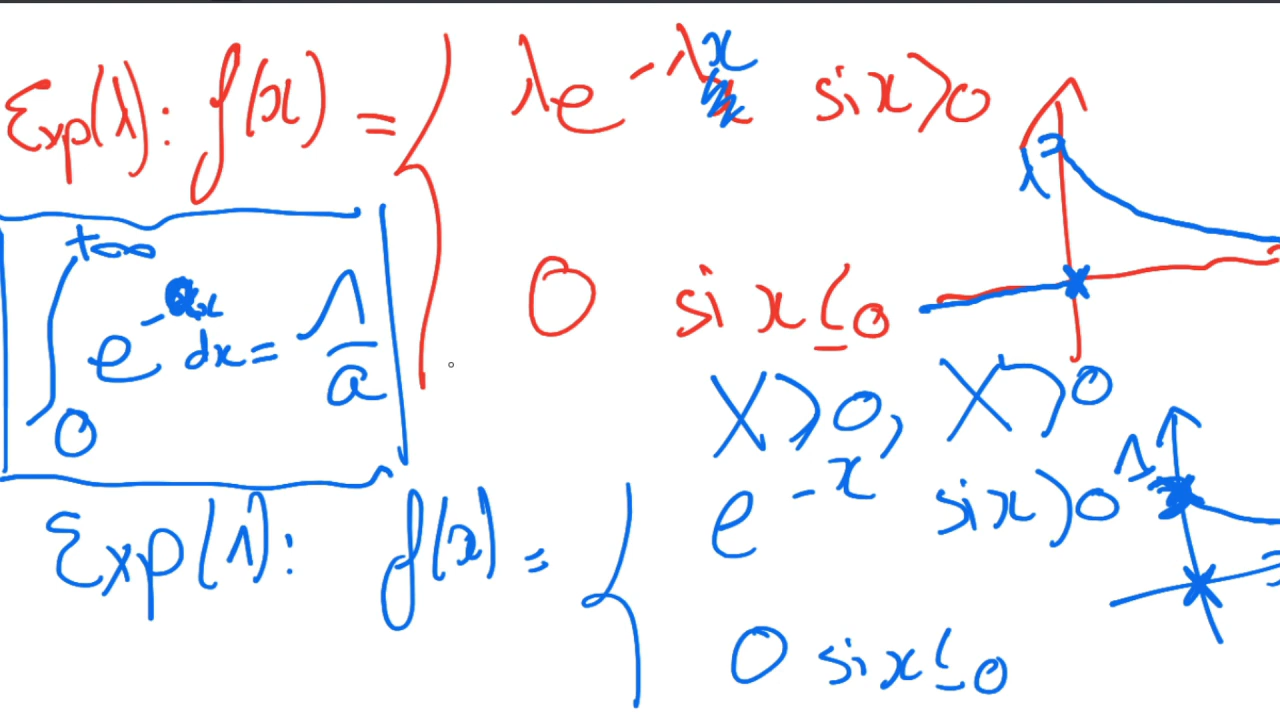 Exp(λ): f(x) = { λe^{-λx} si x>0
0 si x≤0
λ
∫_0^{+∞} e^{-ax} dx = 1/a
X>0, X>0
Exp(1): f(x) = { e^{-x} si x>0
0 si x≤0
1